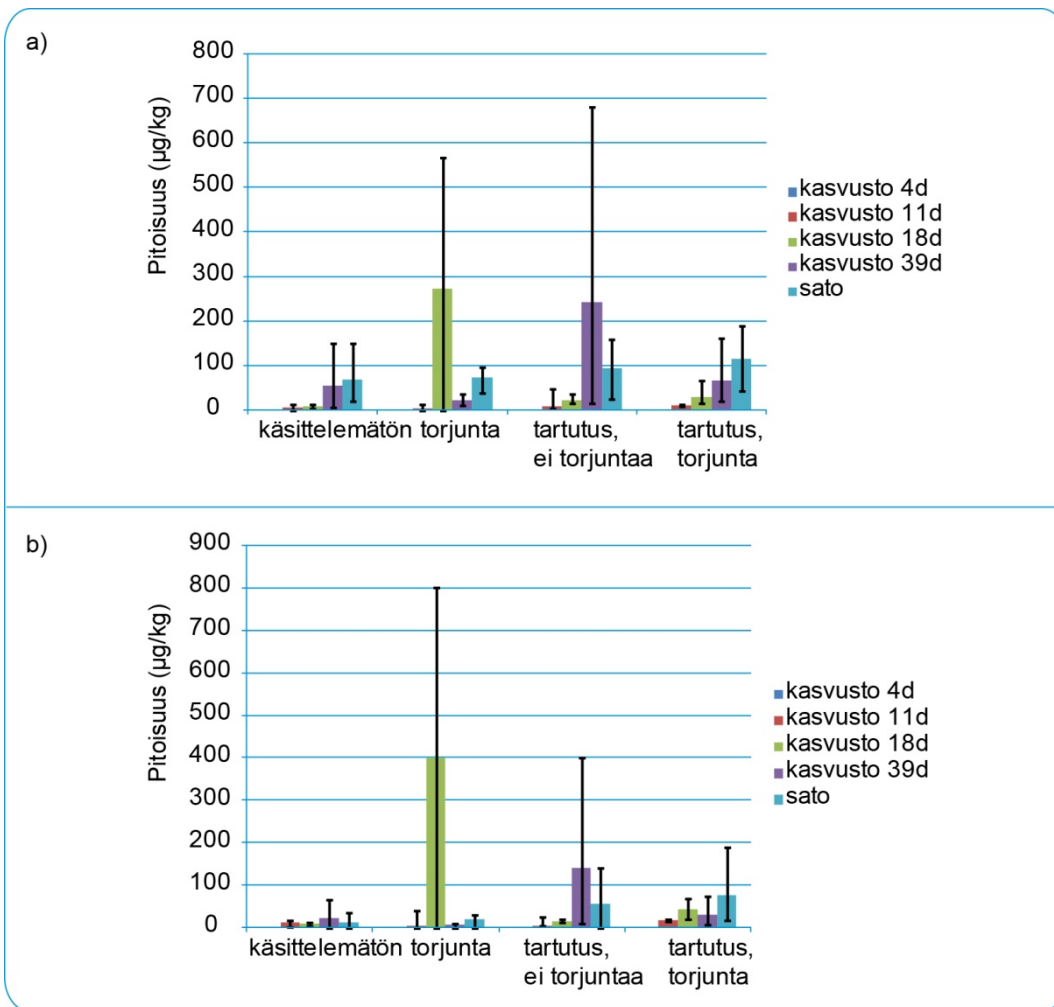 a)
800
700
600
500
400
300
200
100
0
Pitoisuus (µg/kg)
käsittelemätön torjunta tartutus, tartutus,
ei torjuntaa torjunta
kasvusto 4d
kasvusto 11d
kasvusto 18d
kasvusto 39d
sato
b)
900
800
700
600
500
400
300
200
100
0
Pitoisuus (µg/kg)
käsittelemätön torjunta tartutus, tartutus,
ei torjuntaa torjunta
kasvusto 4d
kasvusto 11d
kasvusto 18d
kasvusto 39d
sato